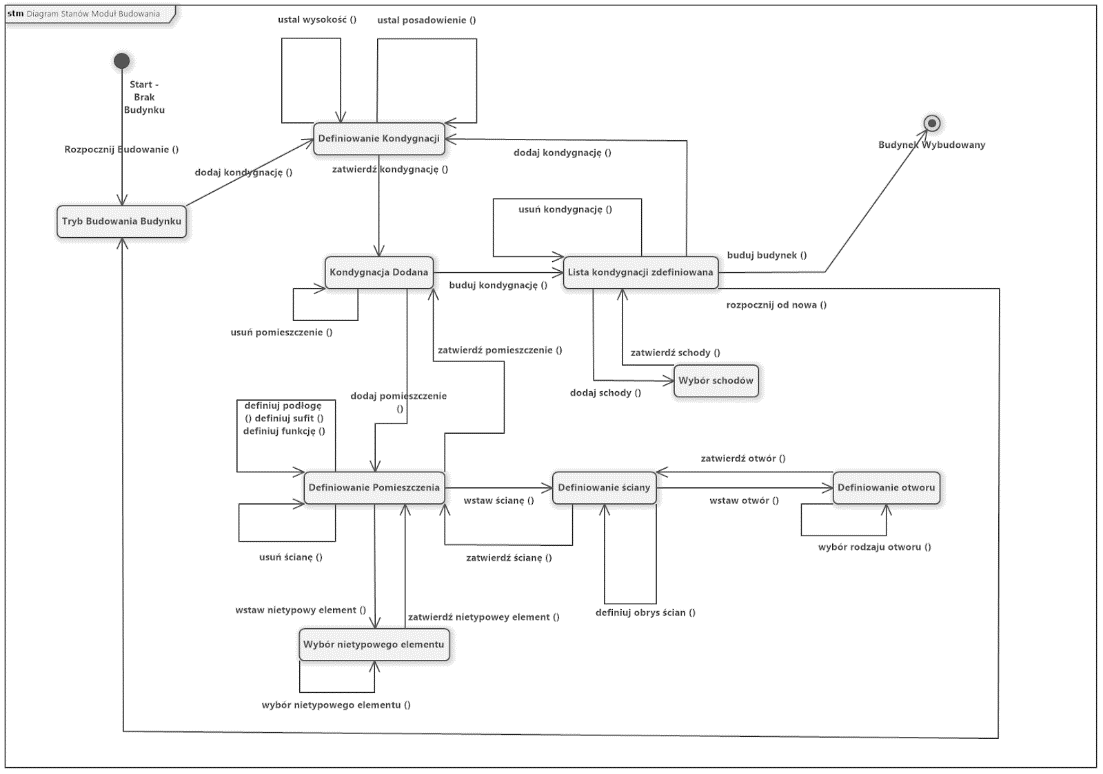 stm Diagram Stanów Moduł Budowania
ustal wysokość ()
ustal posadowienie ()
Start -
Brak
Budynku
Rozpocznij Budowanie ()
Definiowanie Kondygnacji
dodaj kondygnację ()
Budynek Wybudowany
dodaj kondygnację ()
zatwierdź kondygnację ()
Tryb Budowania Budynku
usuń kondygnację ()
buduj budynek ()
Kondygnacja Dodana
Lista kondygnacji zdefiniowana
buduj kondygnację ()
rozpocznij od nowa ()
usuń pomieszczenie ()
zatwierdź pomieszczenie ()
zatwierdź schody ()
Wybór schodów
dodaj schody ()
dodaj pomieszczenie
()
definiuj podłogę
() definiuj sufit ()
definiuj funkcję ()
zatwierdź otwór ()
Definiowanie Pomieszczenia
Definiowanie ściany
Definiowanie otworu
wstaw ścianę ()
wstaw otwór ()
usuń ścianę ()
zatwierdź ścianę ()
wybór rodzaju otworu ()
wstaw nietypowy element ()
zatwierdź nietypowey element ()
definiuj obrys ścian ()
Wybór nietypowego elementu
wybór nietypowego elementu ()